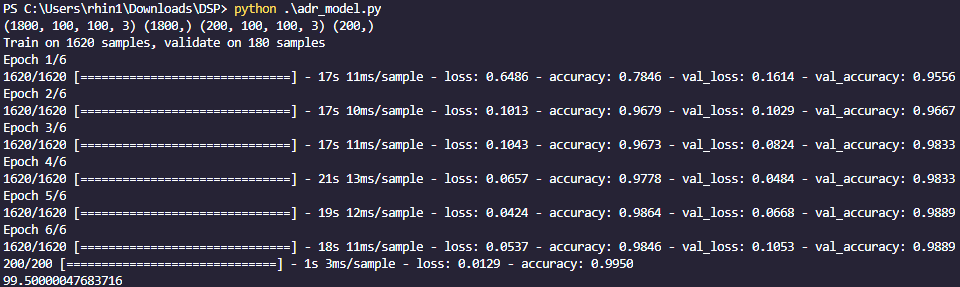 PS C:\Users\rhin1\Downloads\DSP> python .\adr_model.py
(1800, 100, 100, 3) (1800,) (200, 100, 100, 3) (200,)
Train on 1620 samples, validate on 180 samples
Epoch 1/6
1620/1620 [==============================] - 17s 11ms/sample - loss: 0.6486 - accuracy: 0.7846 - val_loss: 0.1614 - val_accuracy: 0.9556
Epoch 2/6
1620/1620 [==============================] - 17s 10ms/sample - loss: 0.1013 - accuracy: 0.9679 - val_loss: 0.1029 - val_accuracy: 0.9667
Epoch 3/6
1620/1620 [==============================] - 17s 11ms/sample - loss: 0.1043 - accuracy: 0.9673 - val_loss: 0.0824 - val_accuracy: 0.9833
Epoch 4/6
1620/1620 [==============================] - 21s 13ms/sample - loss: 0.0657 - accuracy: 0.9778 - val_loss: 0.0484 - val_accuracy: 0.9833
Epoch 5/6
1620/1620 [==============================] - 19s 12ms/sample - loss: 0.0424 - accuracy: 0.9864 - val_loss: 0.0668 - val_accuracy: 0.9889
Epoch 6/6
1620/1620 [==============================] - 18s 11ms/sample - loss: 0.0537 - accuracy: 0.9846 - val_loss: 0.1053 - val_accuracy: 0.9889
200/200 [==============================] - 1s 3ms/sample - loss: 0.0129 - accuracy: 0.9950
99.50000047683716